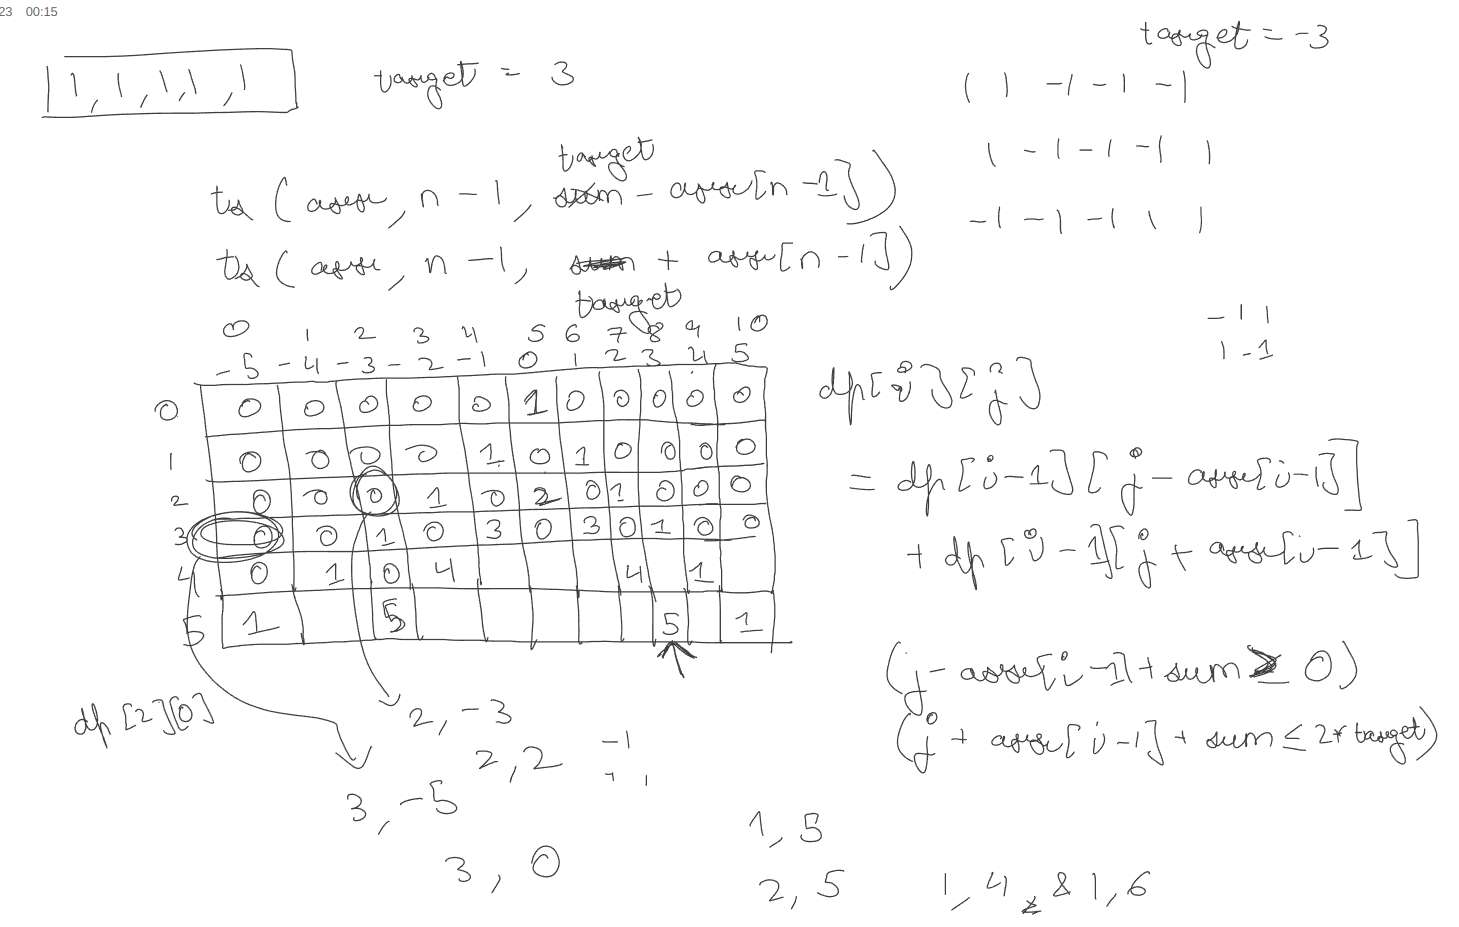 23 00:15
target = -3
1, 1, 1, 1, 1
target = 3
1 1 -1 -1 -1
1 -1 -1 -1 1
-1 -1 -1 1 1
target
ts (arr, n-1, sum - arr[n-1])
ts (arr, n-1, sum + arr[n-1])
target
-1 1
1 -1
0 1 2 3 4 5 6 7 8 9 10
-5 -4 -3 -2 -1 0 1 2 3 4 5
0 0 0 0 0 0 1 0 0 0 0 0
1 0 0 0 0 1 0 1 0 0 0 0
2 0 0 0 1 0 2 0 1 0 0 0
3 0 0 1 0 3 0 3 0 1 0 0
4 0 1 0 4 4 1
5 1 5 5 1
dp[i][j]
= dp[i-1][j - arr[i-1]]
+ dp[i-1][j + arr[i-1]]
(j - arr[i-1] + sum ≥ 0)
(j + arr[i-1] + sum ≤ 2* target)
dp[2][0]
2, -3
2, 2 -1
+1
3, -5
3, 0
1, 5
2, 5
1, 4 & 1, 6